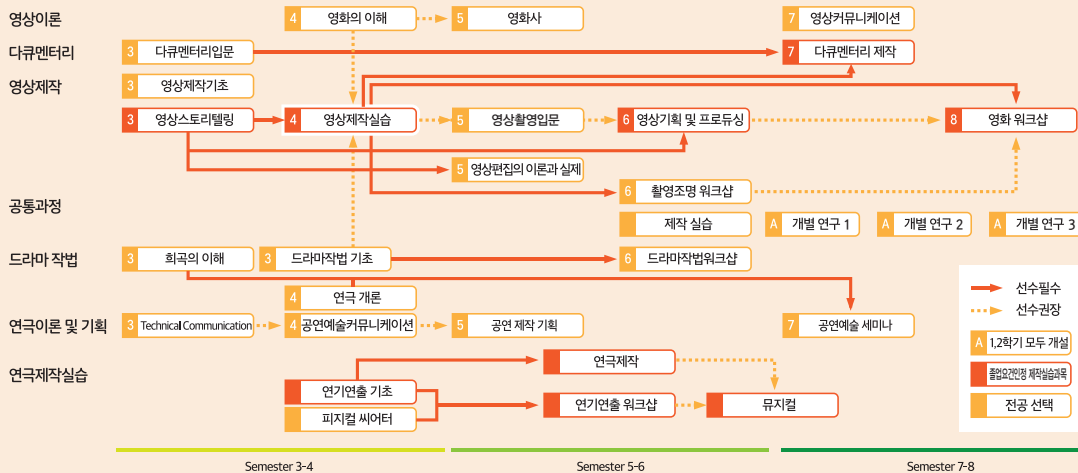 영상이론
4 영화의 이해
5 영화사
7 영상커뮤니케이션
다큐멘터리
3 다큐멘터리입문
7 다큐멘터리 제작
영상제작
3 영상제작기초
3 영상스토리텔링
4 영상제작실습
5 영상촬영입문
6 영상기획 및 프로듀싱
8 영화 워크샵
5 영상편집의 이론과 실제
공통과정
6 촬영조명 워크샵
제작 실습
A 개별 연구 1
A 개별 연구 2
A 개별 연구 3
드라마 작법
3 희곡의 이해
3 드라마작법 기초
6 드라마작법워크샵
4 연극 개론
연극이론 및 기획
3 Technical Communication
4 공연예술커뮤니케이션
5 공연 제작 기획
7 공연예술 세미나
연극제작실습
연극제작
연기연출 기초
피지컬 씨어터
연기연출 워크샵
뮤지컬
선수필수
선수권장
A 1,2학기 모두 개설
졸업요건인정 제작실습과목
전공 선택
Semester 3-4
Semester 5-6
Semester 7-8